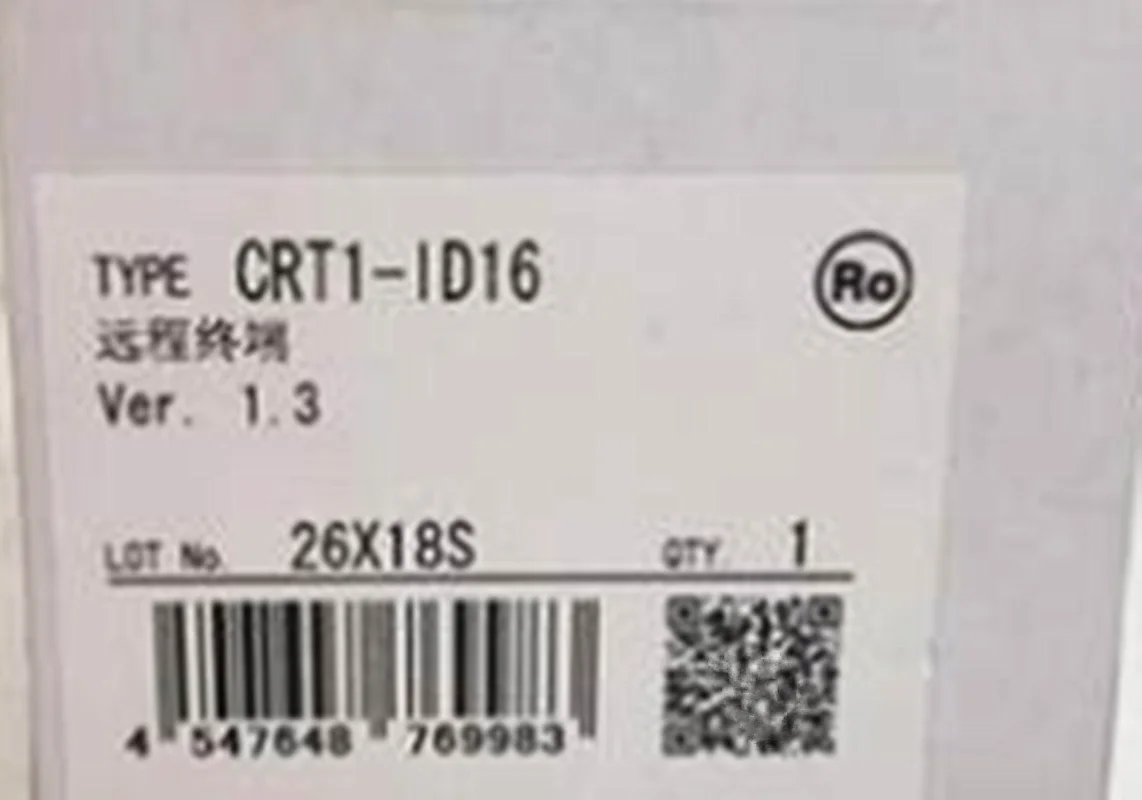 TYPE CRT1-ID16
Ro
远程终端
Ver. 1.3
LOT No. 26X18S QTY. 1
4 547648 769983